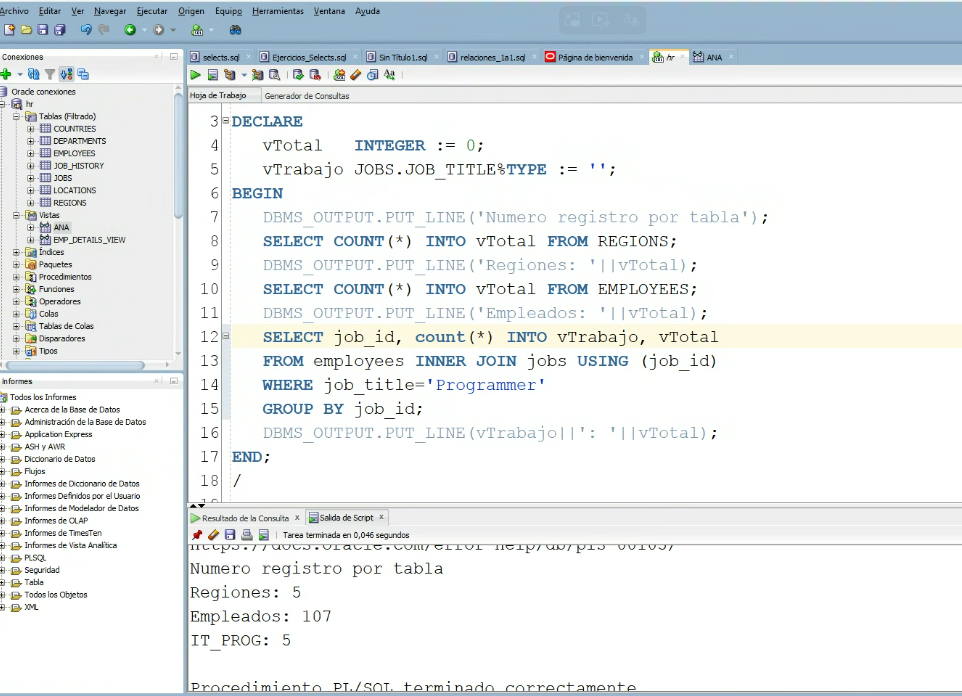 Archivo Editar Ver Navegar Ejecutar Origen Equipo Herramientas Ventana Ayuda
Conexiones
Oracle conexiones
hr
Tablas (Filtrado)
COUNTRIES
DEPARTMENTS
EMPLOYEES
JOB_HISTORY
JOBS
LOCATIONS
REGIONS
Vistas
ANA
EMP_DETAILS_VIEW
Índices
Paquetes
Procedimientos
Funciones
Operadores
Colas
Tablas de Colas
Disparadores
Tipos
Informes
Todos los Informes
Acerca de la Base de Datos
Administración de la Base de Datos
Application Express
ASH y AWR
Diccionario de Datos
Flujos
Informes de Diccionario de Datos
Informes Definidos por el Usuario
Informes de Modelador de Datos
Informes de OLAP
Informes de TimesTen
Informes de Vista Analítica
PLSQL
Seguridad
Tabla
Todos los Objetos
XML
selects.sql Ejercicios_Selects.sql Sin Título1.sql relaciones_1a1.sql Página de bienvenida hr ANA
Hoja de Trabajo Generador de Consultas
3 DECLARE
4 vTotal INTEGER := 0;
5 vTrabajo JOBS.JOB_TITLE%TYPE := '';
6 BEGIN
7 DBMS_OUTPUT.PUT_LINE('Numero registro por tabla');
8 SELECT COUNT(*) INTO vTotal FROM REGIONS;
9 DBMS_OUTPUT.PUT_LINE('Regiones: '||vTotal);
10 SELECT COUNT(*) INTO vTotal FROM EMPLOYEES;
11 DBMS_OUTPUT.PUT_LINE('Empleados: '||vTotal);
12 SELECT job_id, count(*) INTO vTrabajo, vTotal
13 FROM employees INNER JOIN jobs USING (job_id)
14 WHERE job_title='Programmer'
15 GROUP BY job_id;
16 DBMS_OUTPUT.PUT_LINE(vTrabajo||': '||vTotal);
17 END;
18 /
Resultado de la Consulta x Salida de Script x
Tarea terminada en 0,046 segundos
https://docs.oracle.com/error-help/db/pls-00103/
Numero registro por tabla
Regiones: 5
Empleados: 107
IT_PROG: 5
Procedimiento PL/SQL terminado correctamente